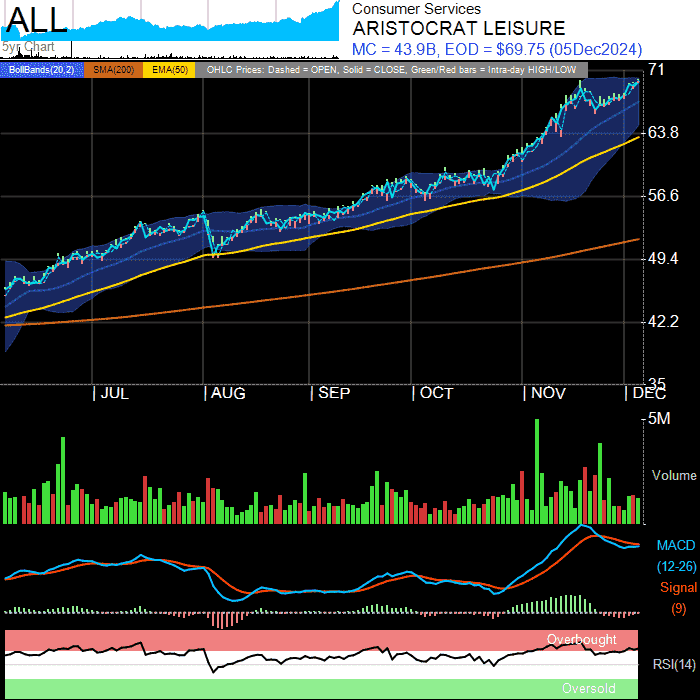 ALL
5yr Chart
Consumer Services
ARISTOCRAT LEISURE
MC = 43.9B, EOD = $69.75 (05Dec2024)
BollBands(20,2) SMA(200) EMA(50) OHLC Prices: Dashed = OPEN, Solid = CLOSE, Green/Red bars = Intra-day HIGH/LOW
71
63.8
56.6
49.4
42.2
35
| JUL | AUG | SEP | OCT | NOV | DEC
5M
Volume
MACD
(12-26)
Signal
(9)
Overbought
RSI(14)
Oversold